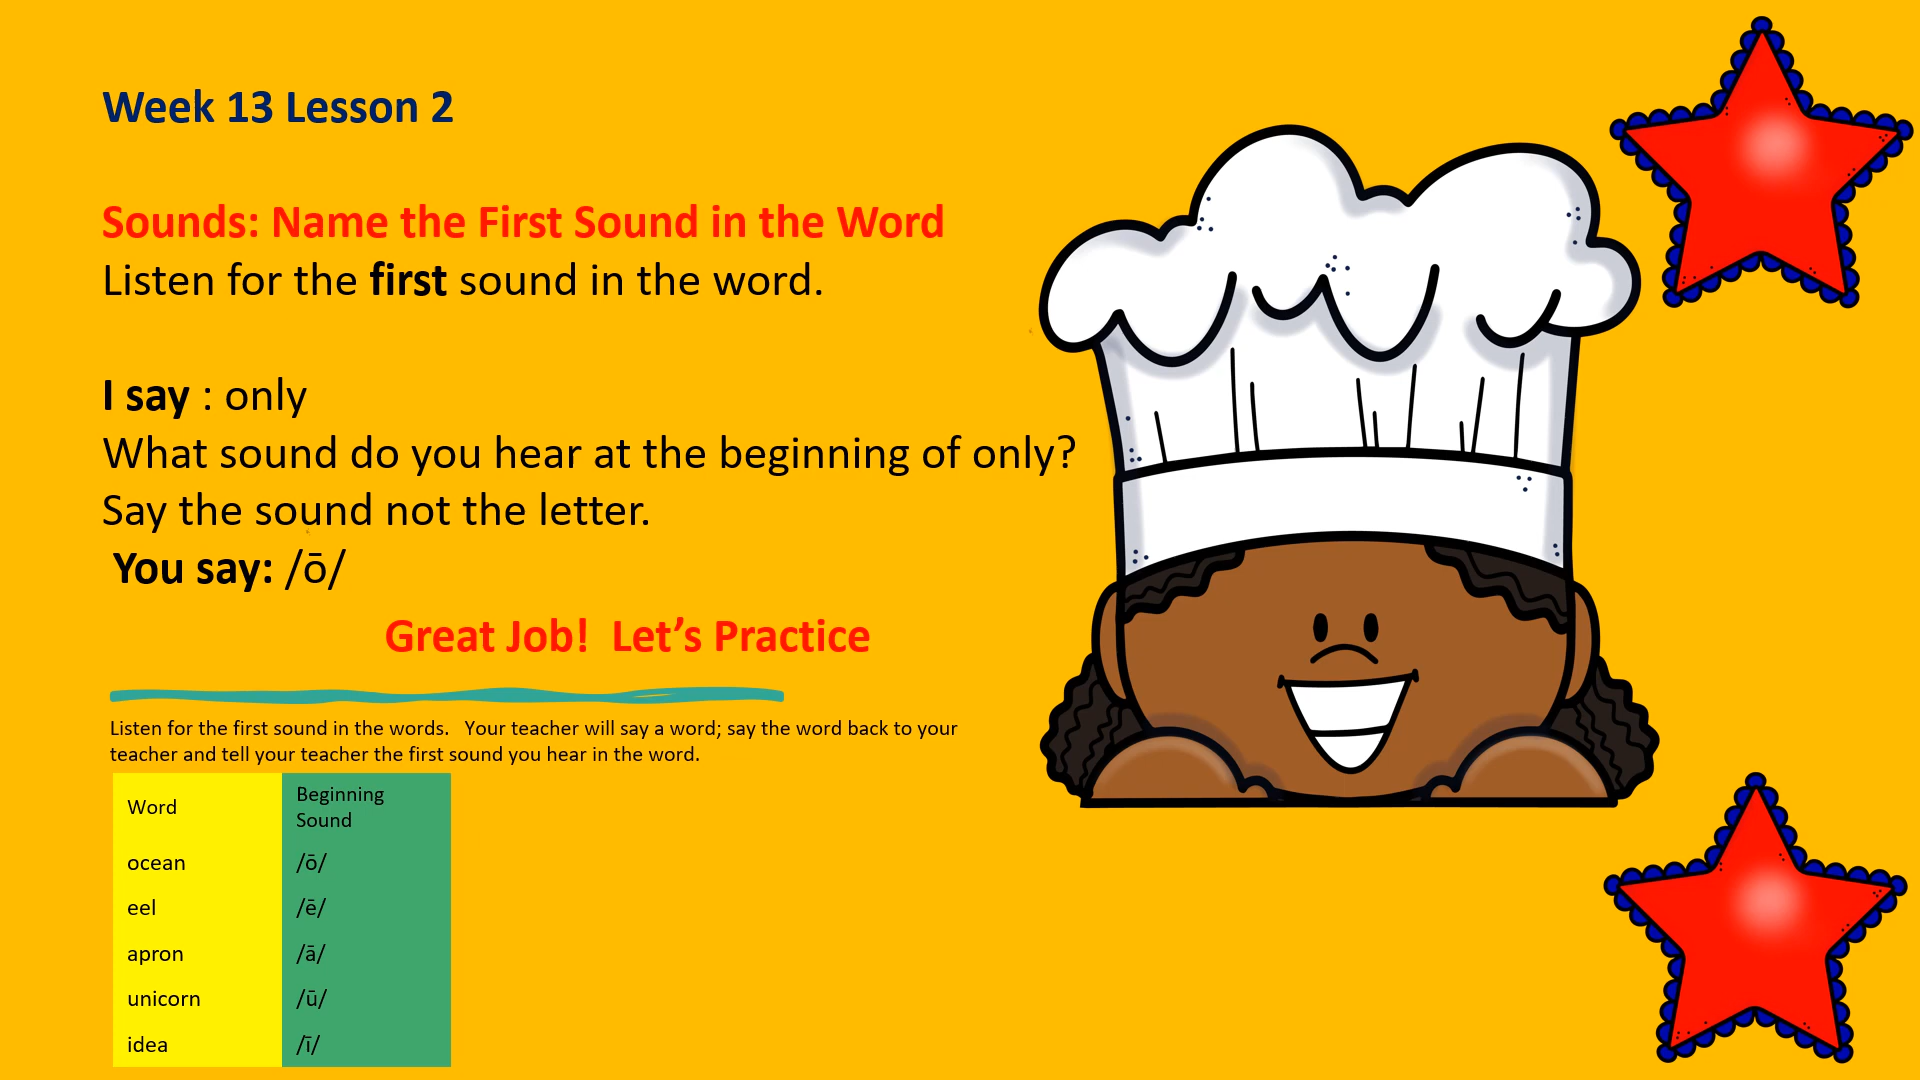 Week 13 Lesson 2
Sounds: Name the First Sound in the Word
Listen for the first sound in the word.
I say : only
What sound do you hear at the beginning of only?
Say the sound not the letter.
You say: /ō/
Great Job!  Let’s Practice
Listen for the first sound in the words.   Your teacher will say a word; say the word back to your
teacher and tell your teacher the first sound you hear in the word.
Word
Beginning
Sound
ocean /ō/
eel /ē/
apron /ā/
unicorn /ū/
idea /ī/